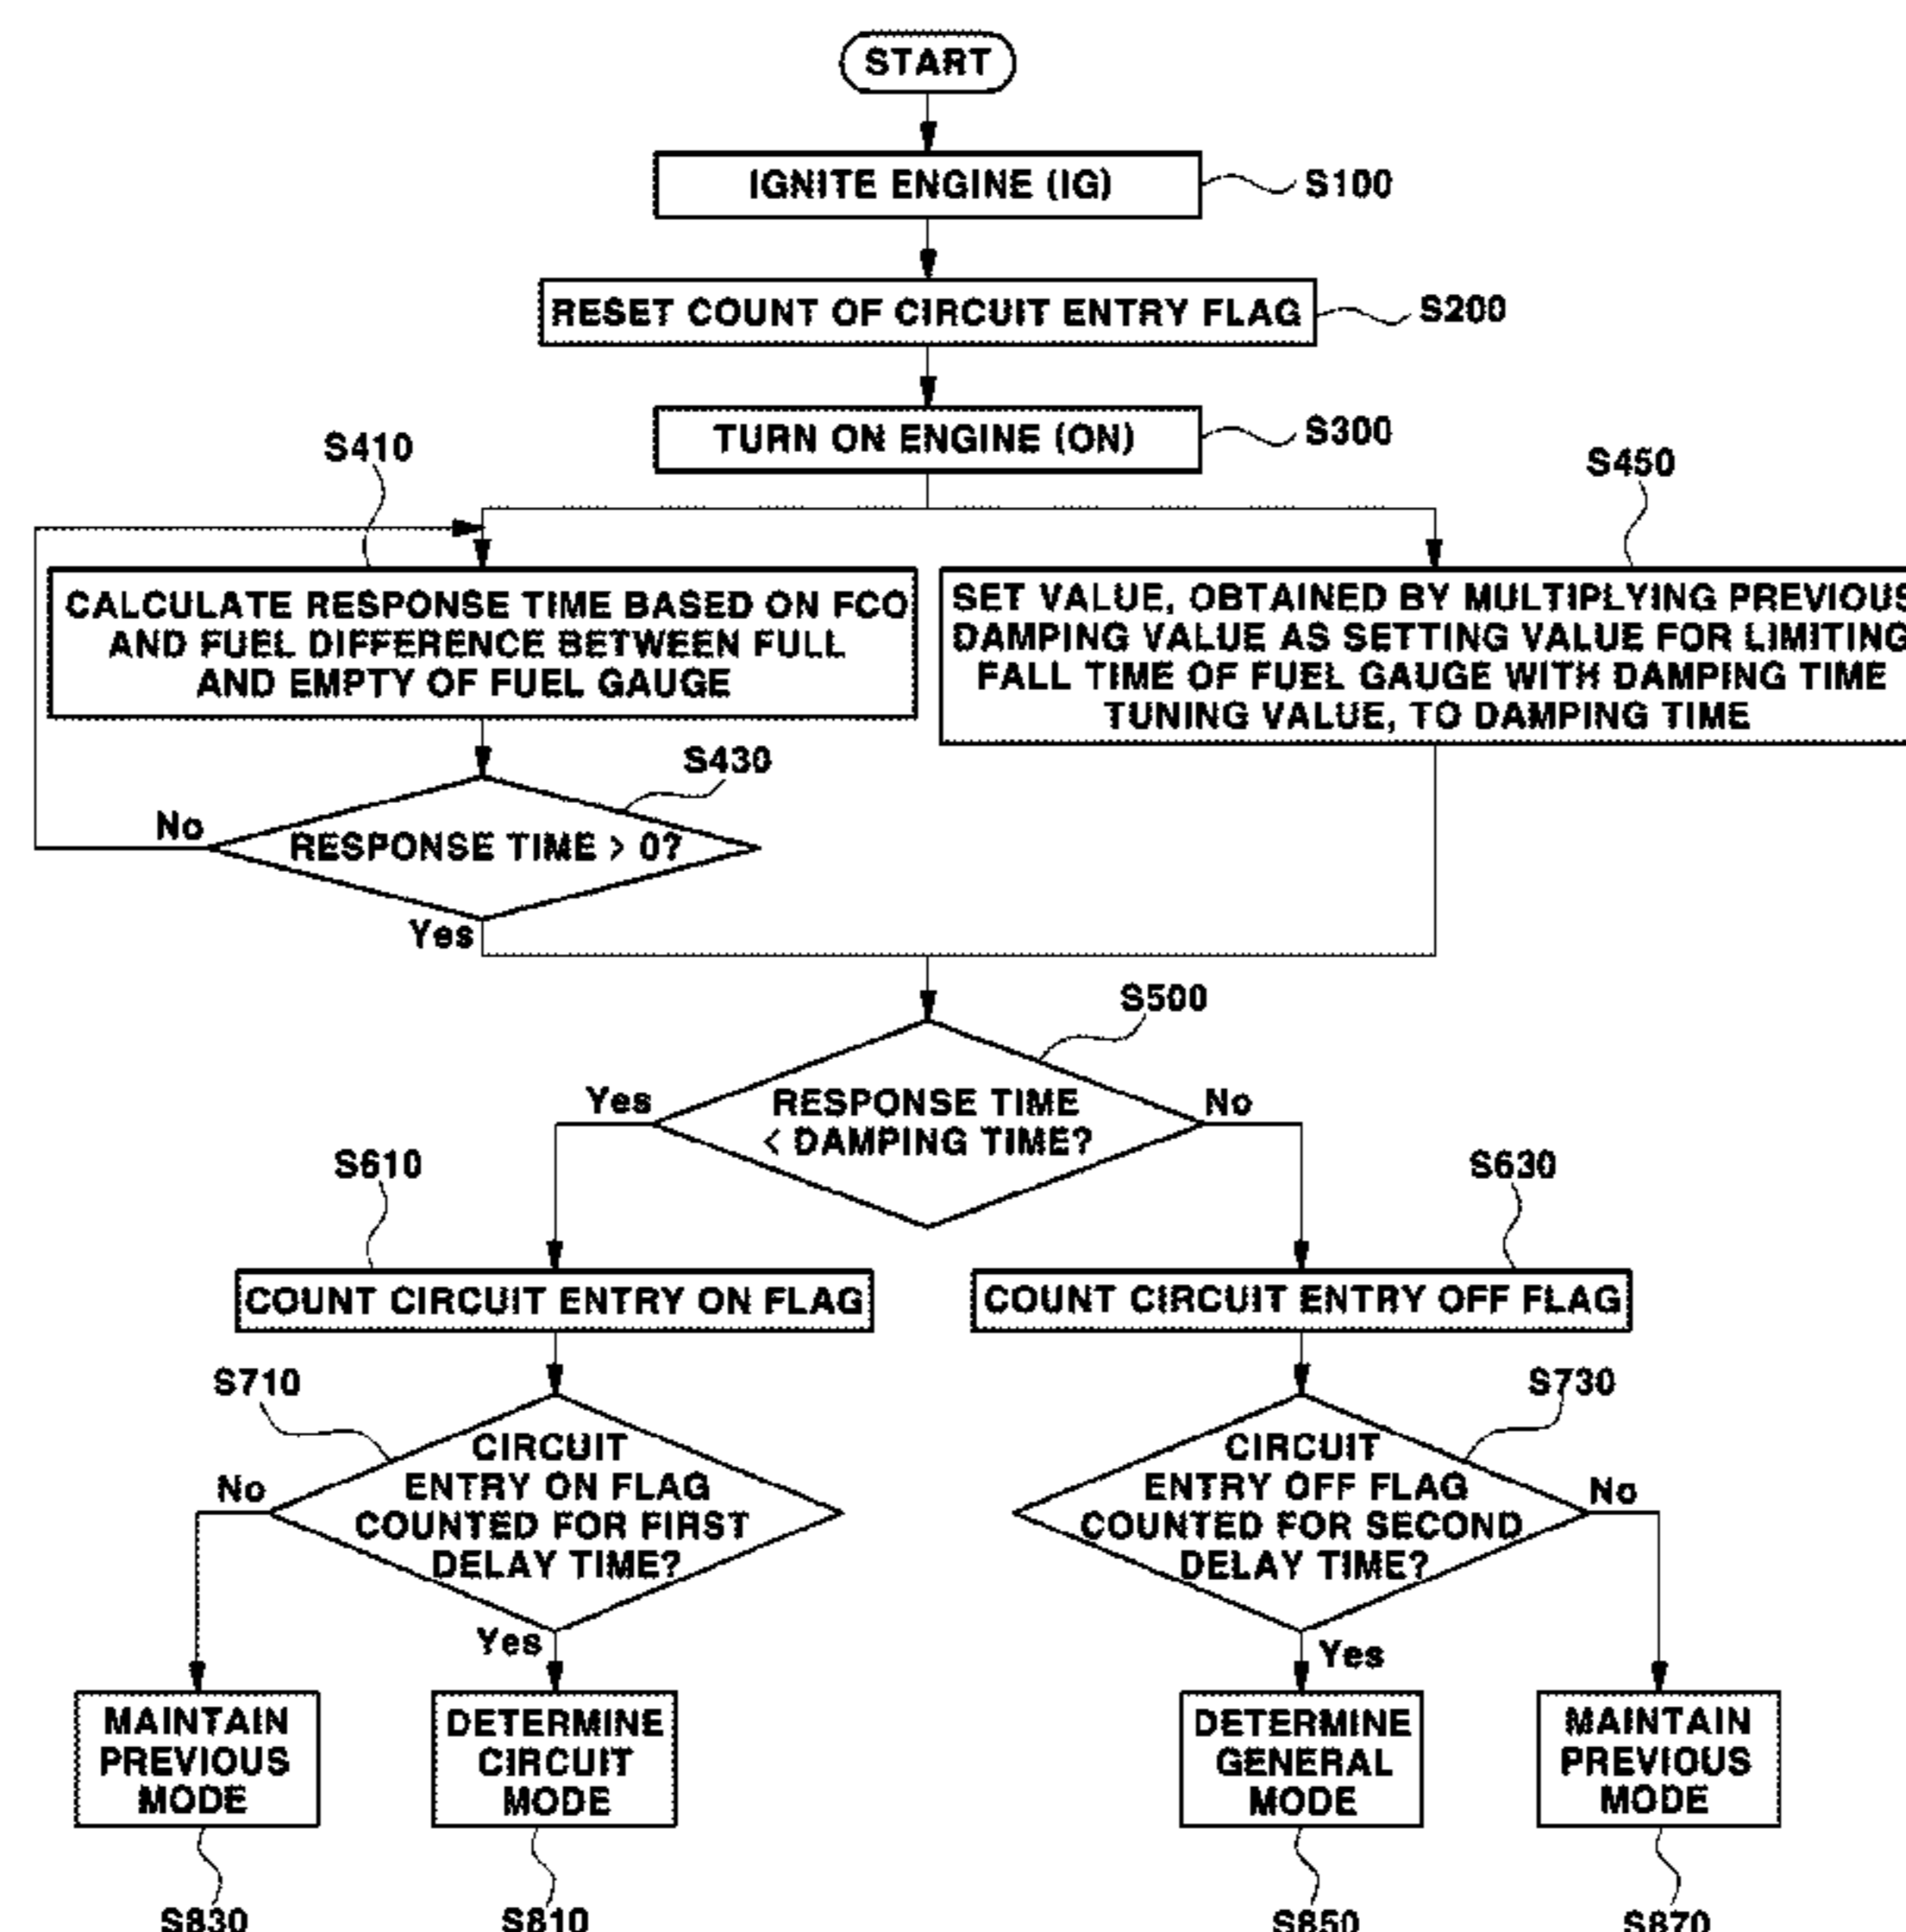 START
IGNITE ENGINE (IG)
S100
RESET COUNT OF CIRCUIT ENTRY FLAG
S200
TURN ON ENGINE (ON)
S300
S410
S450
CALCULATE RESPONSE TIME BASED ON FCO
AND FUEL DIFFERENCE BETWEEN FULL
AND EMPTY OF FUEL GAUGE
SET VALUE, OBTAINED BY MULTIPLYING PREVIOUS
DAMPING VALUE AS SETTING VALUE FOR LIMITING
FALL TIME OF FUEL GAUGE WITH DAMPING TIME
TUNING VALUE, TO DAMPING TIME
S430
No
RESPONSE TIME > 0?
Yes
S500
Yes
RESPONSE TIME
< DAMPING TIME?
No
S610
S630
COUNT CIRCUIT ENTRY ON FLAG
COUNT CIRCUIT ENTRY OFF FLAG
S710
S730
No
CIRCUIT
ENTRY ON FLAG
COUNTED FOR FIRST
DELAY TIME?
Yes
CIRCUIT
ENTRY OFF FLAG
COUNTED FOR SECOND
DELAY TIME?
No
Yes
MAINTAIN
PREVIOUS
MODE
DETERMINE
CIRCUIT
MODE
DETERMINE
GENERAL
MODE
MAINTAIN
PREVIOUS
MODE
S830
S810
S850
S870